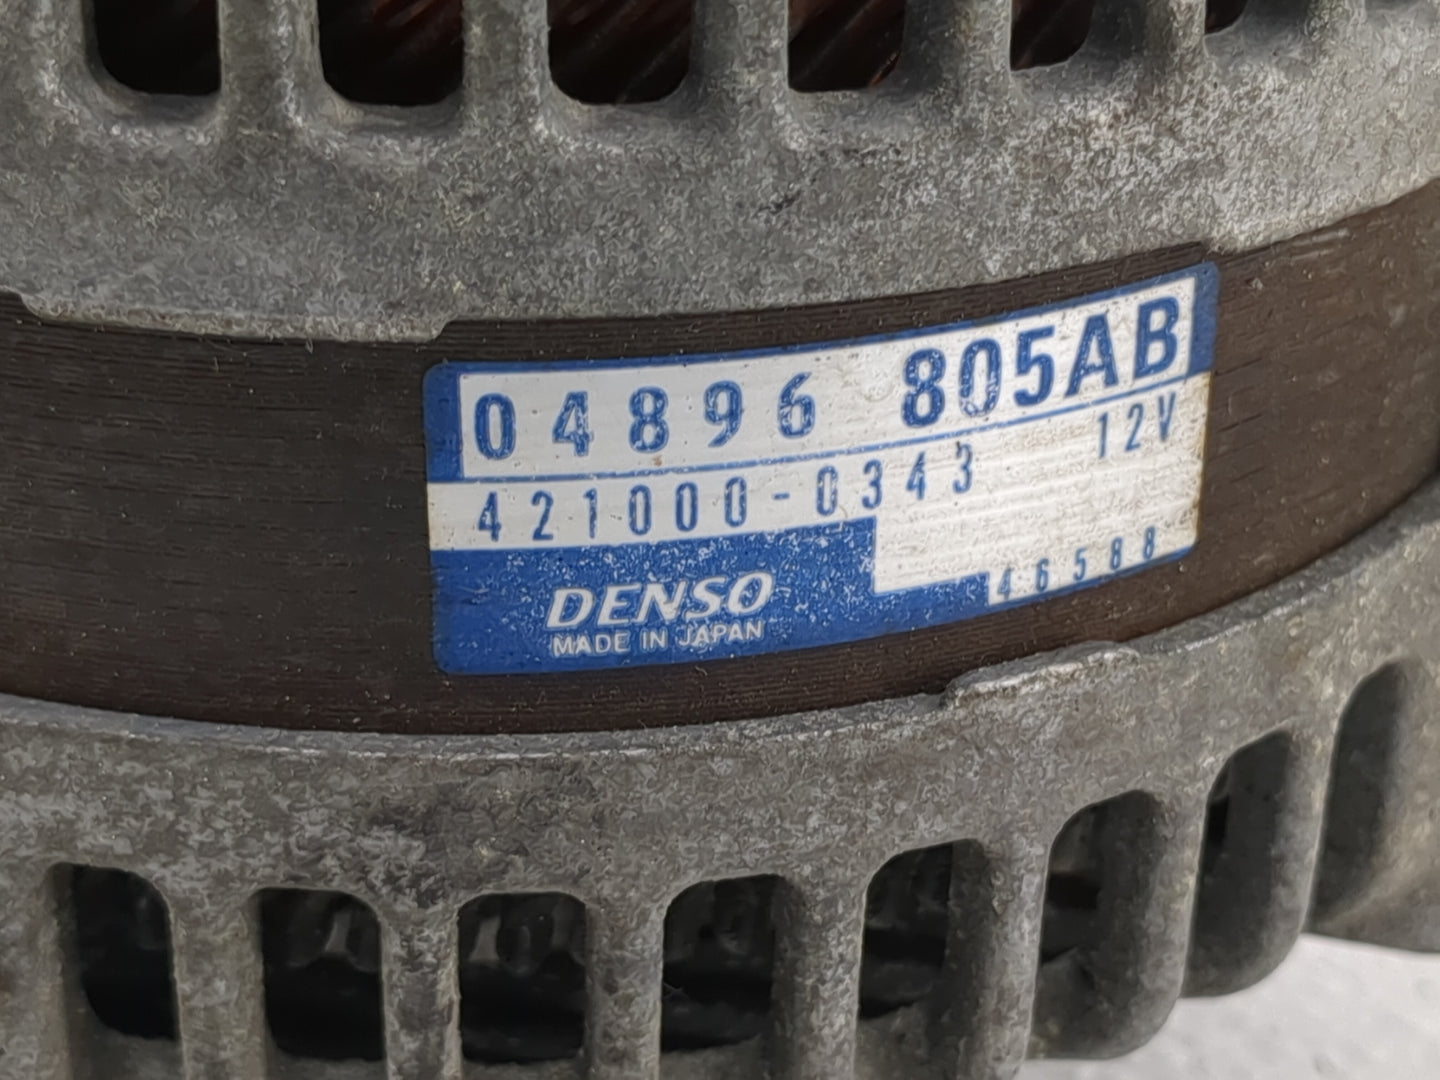 04896 805AB
421000-0343 12V
46588
DENSO
MADE IN JAPAN